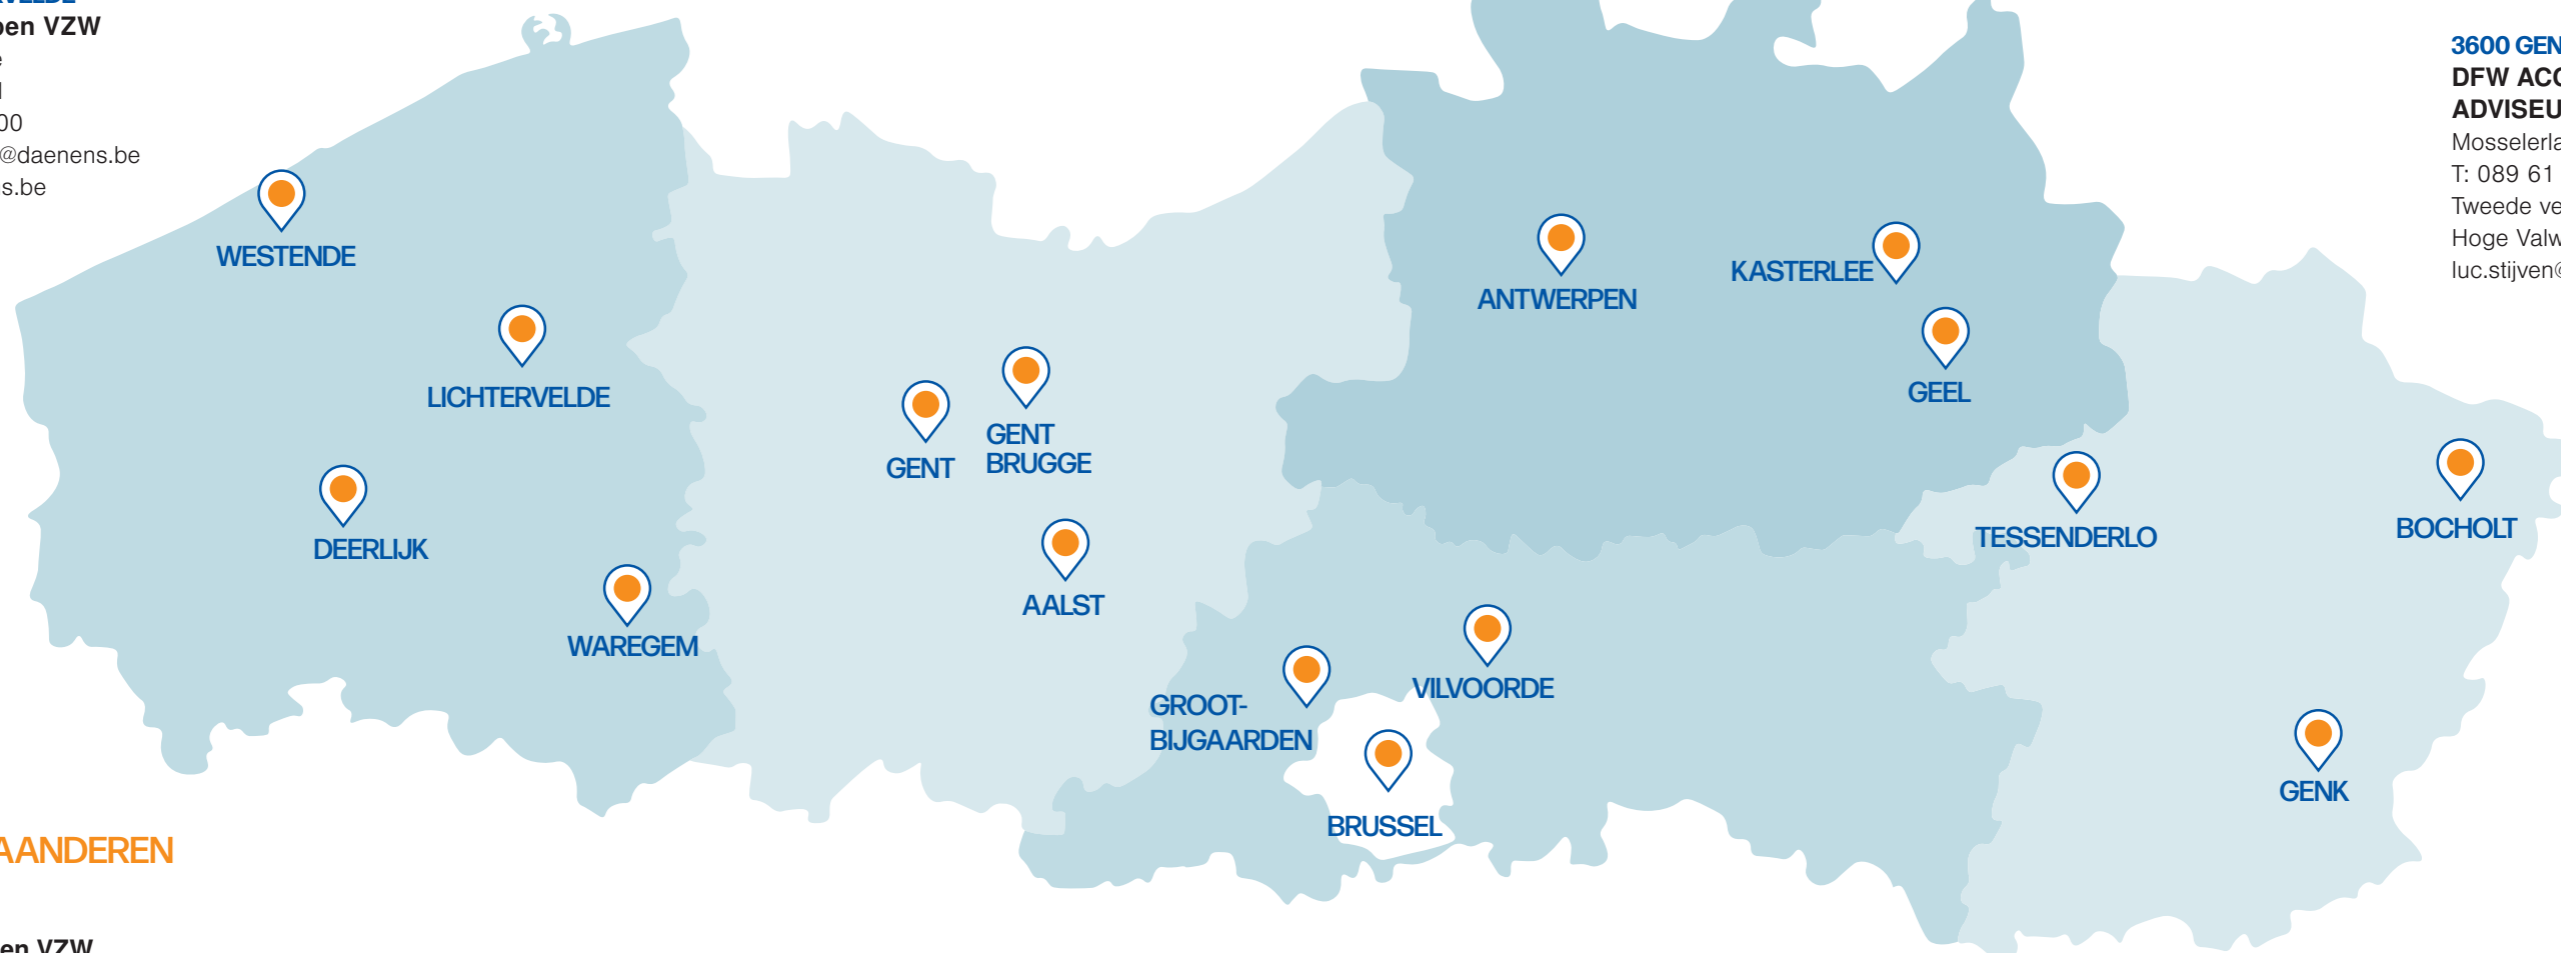 pen VZW
00
@daenens.be
s.be
WESTENDE
LICHTERVELDE
DEERLIJK
WAREGEM
GENT
GENT
BRUGGE
AALST
ANTWERPEN
KASTERLEE
GEEL
TESSENDERLO
BOCHOLT
GENK
GROOT-
BIJGAARDEN
VILVOORDE
BRUSSEL
3600 GEN
DFW ACC
ADVISEU
Mosselerla
T: 089 61
Tweede ve
Hoge Valw
luc.stijven@
AANDEREN
en VZW